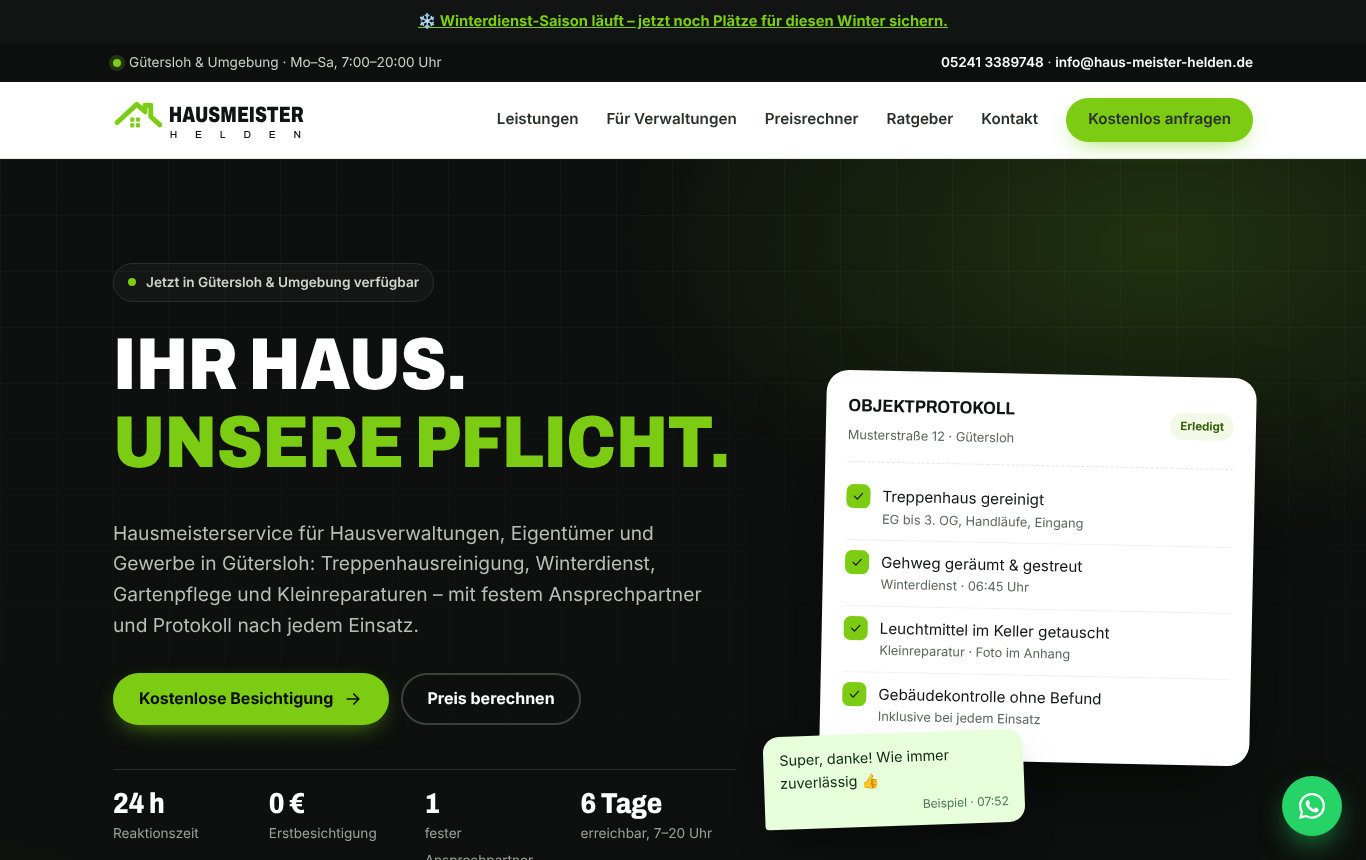 ❄️ Winterdienst-Saison läuft – jetzt noch Plätze für diesen Winter sichern.
Gütersloh & Umgebung · Mo–Sa, 7:00–20:00 Uhr
05241 3389748 · info@haus-meister-helden.de
HAUSMEISTER
HELDEN
Leistungen
Für Verwaltungen
Preisrechner
Ratgeber
Kontakt
Kostenlos anfragen
Jetzt in Gütersloh & Umgebung verfügbar
IHR HAUS.
UNSERE PFLICHT.
Hausmeisterservice für Hausverwaltungen, Eigentümer und
Gewerbe in Gütersloh: Treppenhausreinigung, Winterdienst,
Gartenpflege und Kleinreparaturen – mit festem Ansprechpartner
und Protokoll nach jedem Einsatz.
Kostenlose Besichtigung →
Preis berechnen
24 h
Reaktionszeit
0 €
Erstbesichtigung
1
fester
Ansprechpartner
6 Tage
erreichbar, 7–20 Uhr
OBJEKTPROTOKOLL
Musterstraße 12 · Gütersloh
Erledigt
Treppenhaus gereinigt
EG bis 3. OG, Handläufe, Eingang
Gehweg geräumt & gestreut
Winterdienst · 06:45 Uhr
Leuchtmittel im Keller getauscht
Kleinreparatur · Foto im Anhang
Gebäudekontrolle ohne Befund
Inklusive bei jedem Einsatz
Super, danke! Wie immer
zuverlässig 👍
Beispiel · 07:52